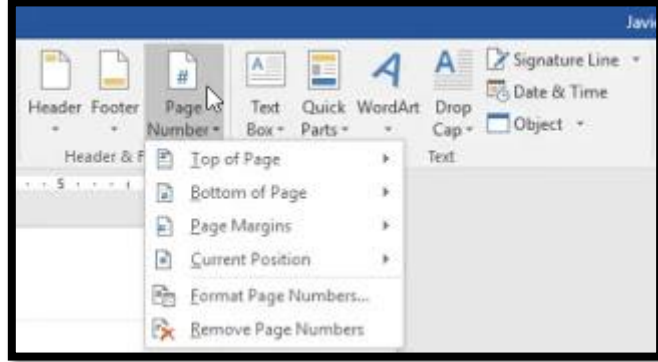 Javi
Header Footer Page Number Text Box Quick Parts WordArt Drop Cap Signature Line
Date & Time
Object
Header & F Text
5
Top of Page
Bottom of Page
Page Margins
Current Position
Format Page Numbers...
Remove Page Numbers